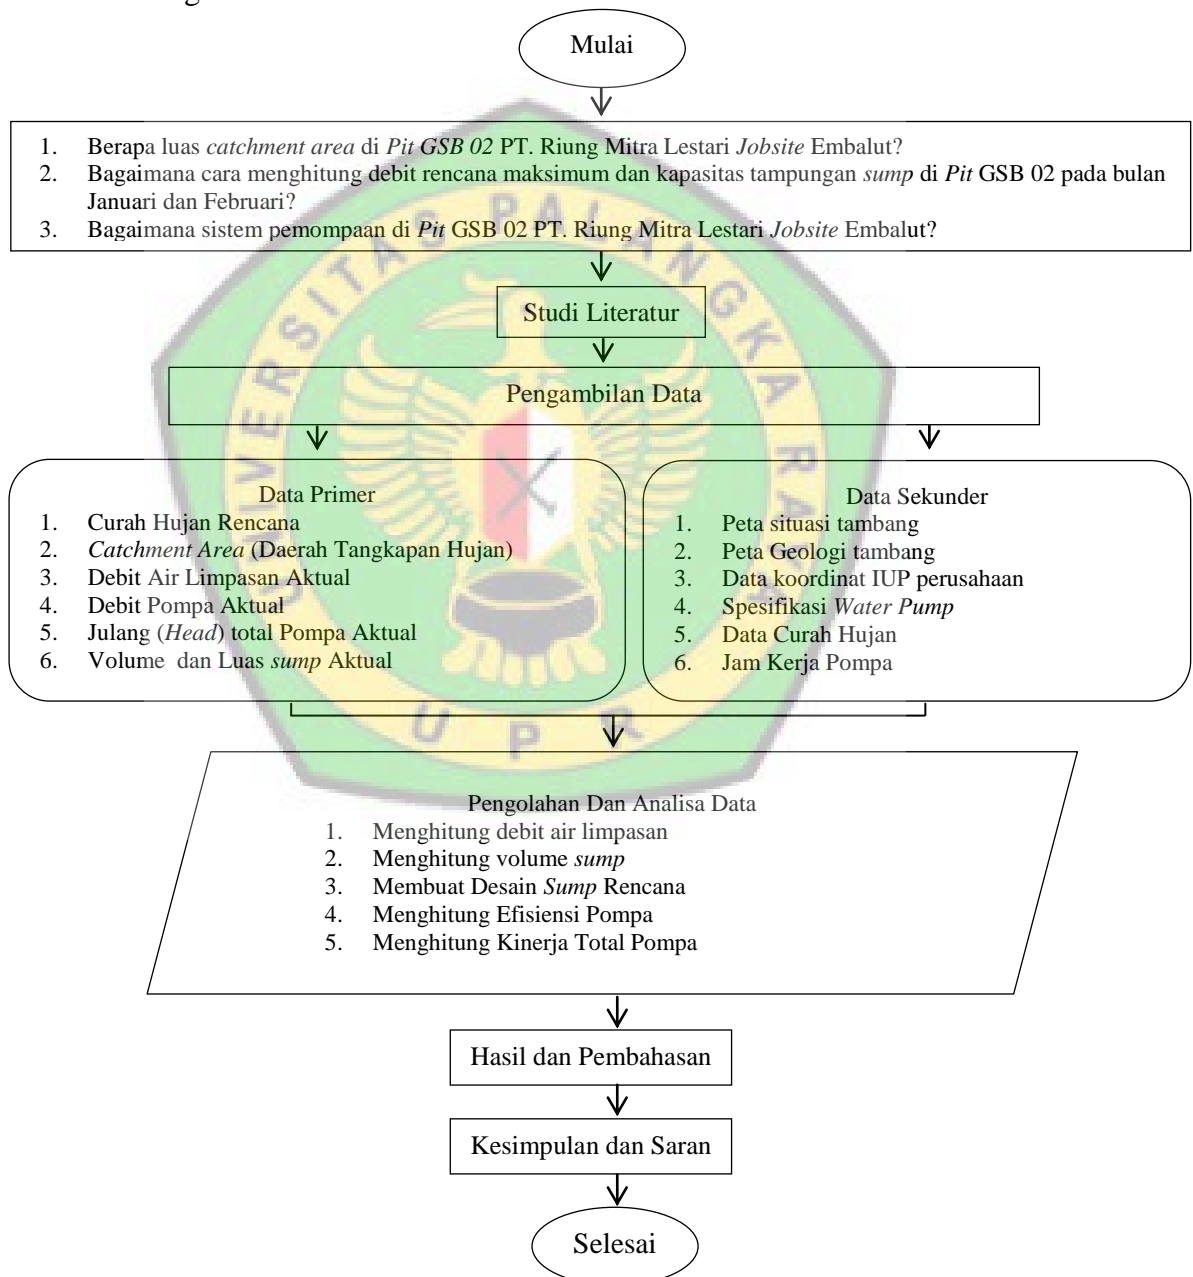 Mulai
1. Berapa luas catchment area di Pit GSB 02 PT. Riung Mitra Lestari Jobsite Embalut?
2. Bagaimana cara menghitung debit rencana maksimum dan kapasitas tampungan sump di Pit GSB 02 pada bulan
Januari dan Februari?
3. Bagaimana sistem pemompaan di Pit GSB 02 PT. Riung Mitra Lestari Jobsite Embalut?
Studi Literatur
Pengambilan Data
Data Primer
1. Curah Hujan Rencana
2. Catchment Area (Daerah Tangkapan Hujan)
3. Debit Air Limpasan Aktual
4. Debit Pompa Aktual
5. Julang (Head) total Pompa Aktual
6. Volume dan Luas sump Aktual
Data Sekunder
1. Peta situasi tambang
2. Peta Geologi tambang
3. Data koordinat IUP perusahaan
4. Spesifikasi Water Pump
5. Data Curah Hujan
6. Jam Kerja Pompa
Pengolahan Dan Analisa Data
1. Menghitung debit air limpasan
2. Menghitung volume sump
3. Membuat Desain Sump Rencana
4. Menghitung Efisiensi Pompa
5. Menghitung Kinerja Total Pompa
Hasil dan Pembahasan
Kesimpulan dan Saran
Selesai
UNIVERSITAS PALANGKA RAYA
UPR